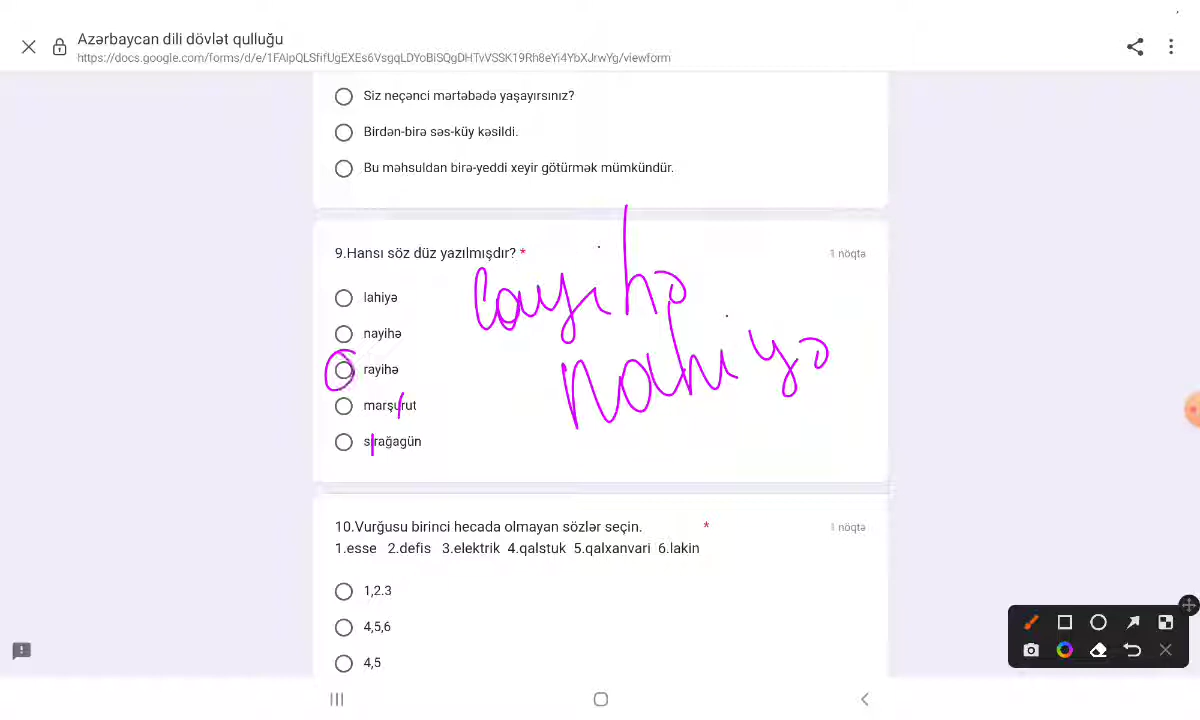 Azərbaycan dili dövlət qulluğu
https://docs.google.com/forms/d/e/1FAIpQLSfifUgEXEs6VsgqLDYoBiSQgDHTvVSSK19Rh8eYi4YbXJrwYg/viewform
Siz neçənci mərtəbədə yaşayırsınız?
Birdən-birə səs-küy kəsildi.
Bu məhsuldan birə-yeddi xeyir götürmək mümkündür.
9.Hansı söz düz yazılmışdır? *
1 nöqtə
lahiyə
nayihə
rayihə
marşurut
sırağagün
layihə
nahiyə
10.Vurğusu birinci hecada olmayan sözlər seçin. *
1 nöqtə
1.esse 2.defis 3.elektrik 4.qalstuk 5.qalxanvari 6.lakin
1,2.3
4,5,6
4,5